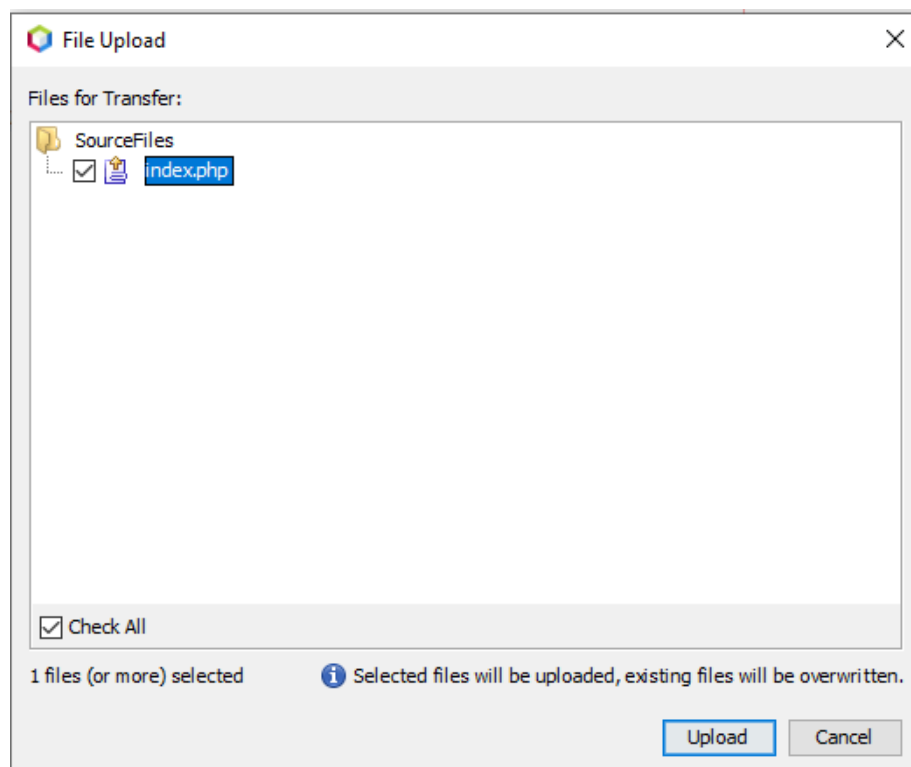 File Upload
Files for Transfer:
SourceFiles
index.php
Check All
1 files (or more) selected
Selected files will be uploaded, existing files will be overwritten.
Upload
Cancel